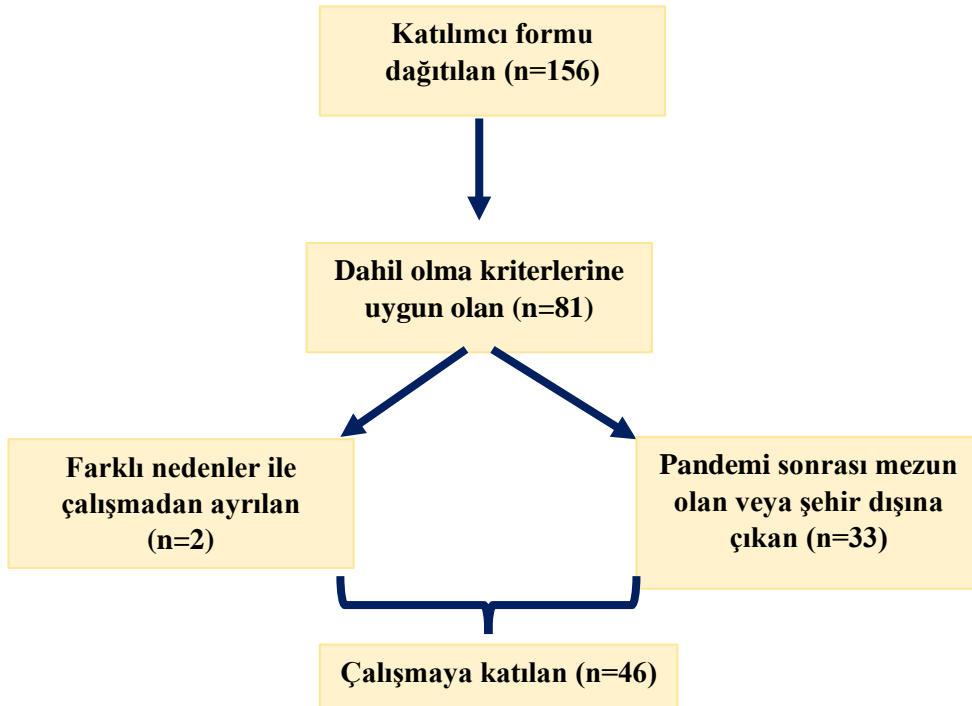 Katılımcı formu
dağıtılan (n=156)
Dahil olma kriterlerine
uygun olan (n=81)
Farklı nedenler ile
çalışmadan ayrılan
(n=2)
Pandemi sonrası mezun
olan veya şehir dışına
çıkan (n=33)
Çalışmaya katılan (n=46)